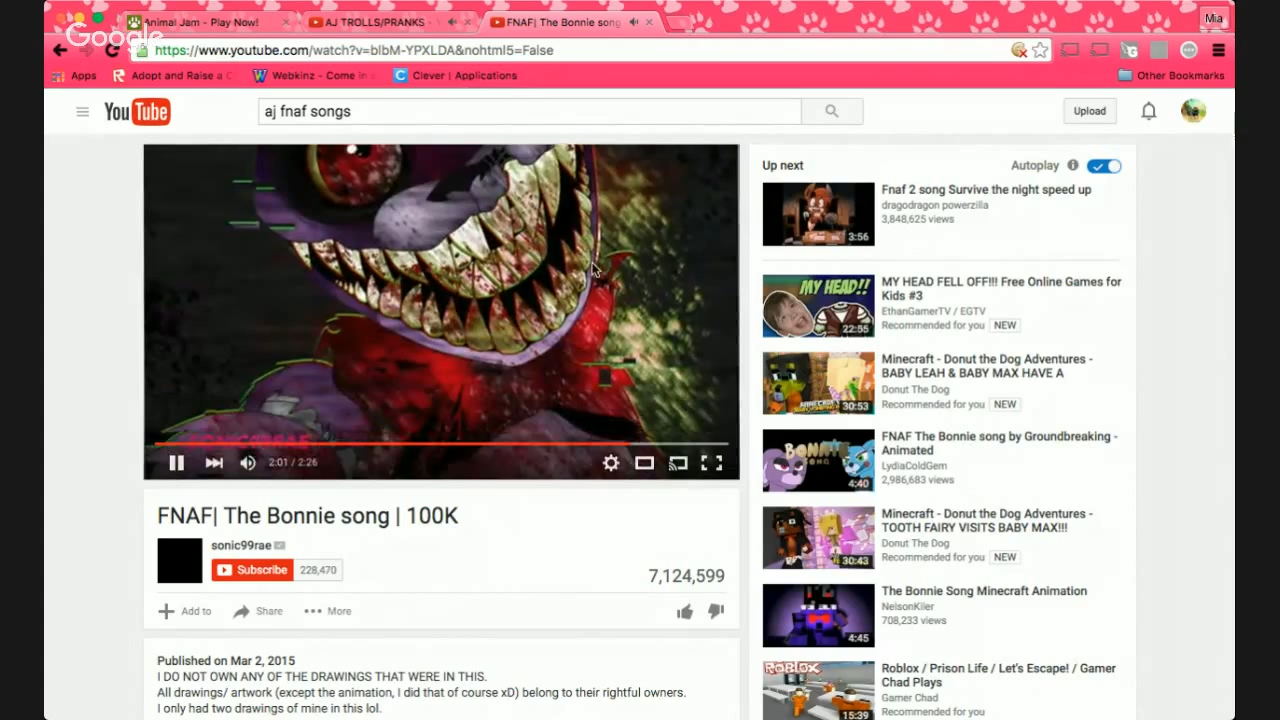 Animal Jam - Play Now!
AJ TROLLS/PRANKS -
FNAF| The Bonnie song
Mia
Google
https://www.youtube.com/watch?v=blbM-YPXLDA&nohtml5=False
Apps
Adopt and Raise a C
Webkinz - Come in a
Clever | Applications
Other Bookmarks
YouTube
aj fnaf songs
Upload
2:01 / 2:26
FNAF| The Bonnie song | 100K
sonic99rae
Subscribe 228,470
7,124,599
Add to
Share
More
Published on Mar 2, 2015
I DO NOT OWN ANY OF THE DRAWINGS THAT WERE IN THIS.
All drawings/ artwork (except the animation, I did that of course xD) belong to their rightful owners.
I only had two drawings of mine in this lol.
Up next
Autoplay
3:56
Fnaf 2 song Survive the night speed up
dragodragon powerzilla
3,848,625 views
MY HEAD!!
22:55
MY HEAD FELL OFF!!! Free Online Games for
Kids #3
EthanGamerTV / EGTV
Recommended for you NEW
30:53
Minecraft - Donut the Dog Adventures -
BABY LEAH & BABY MAX HAVE A
Donut The Dog
Recommended for you NEW
BONNIE
SONG
4:40
FNAF The Bonnie song by Groundbreaking -
Animated
LydiaColdGem
2,986,683 views
30:43
Minecraft - Donut the Dog Adventures -
TOOTH FAIRY VISITS BABY MAX!!!
Donut The Dog
Recommended for you NEW
4:45
The Bonnie Song Minecraft Animation
NelsonKiler
708,233 views
ROBLOX
15:39
Roblox / Prison Life / Let's Escape! / Gamer
Chad Plays
Gamer Chad
Recommended for you